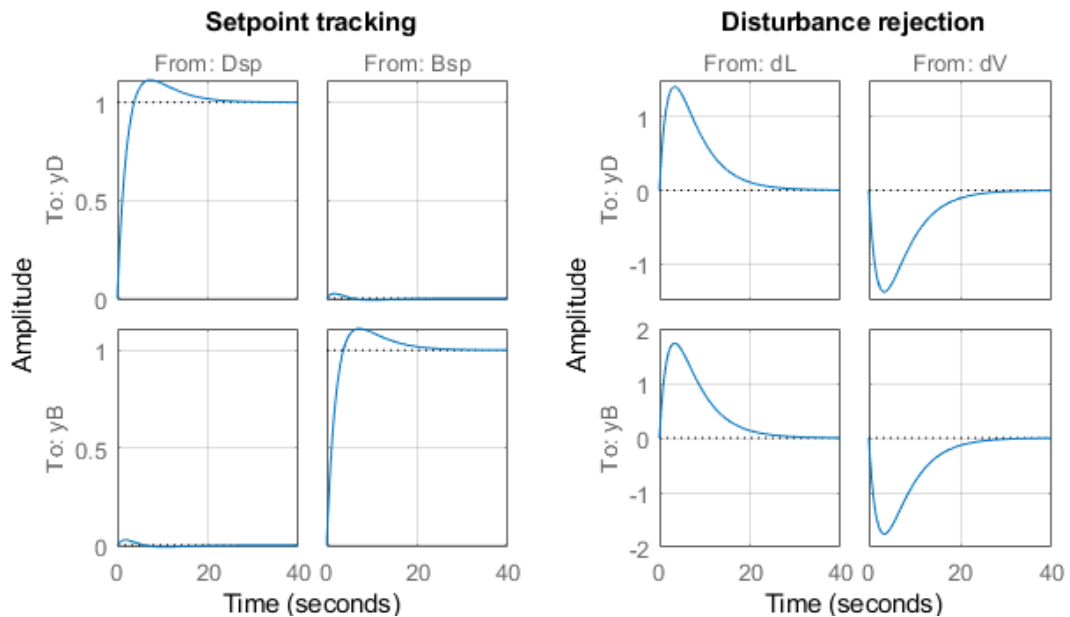 Setpoint tracking
From: Dsp
From: Bsp
To: yD
1
0.5
0
To: yB
1
0.5
0
0
20
40
0
20
40
Amplitude
Time (seconds)
Disturbance rejection
From: dL
From: dV
To: yD
1
0
-1
To: yB
2
1
0
-1
-2
0
20
40
0
20
40
Amplitude
Time (seconds)